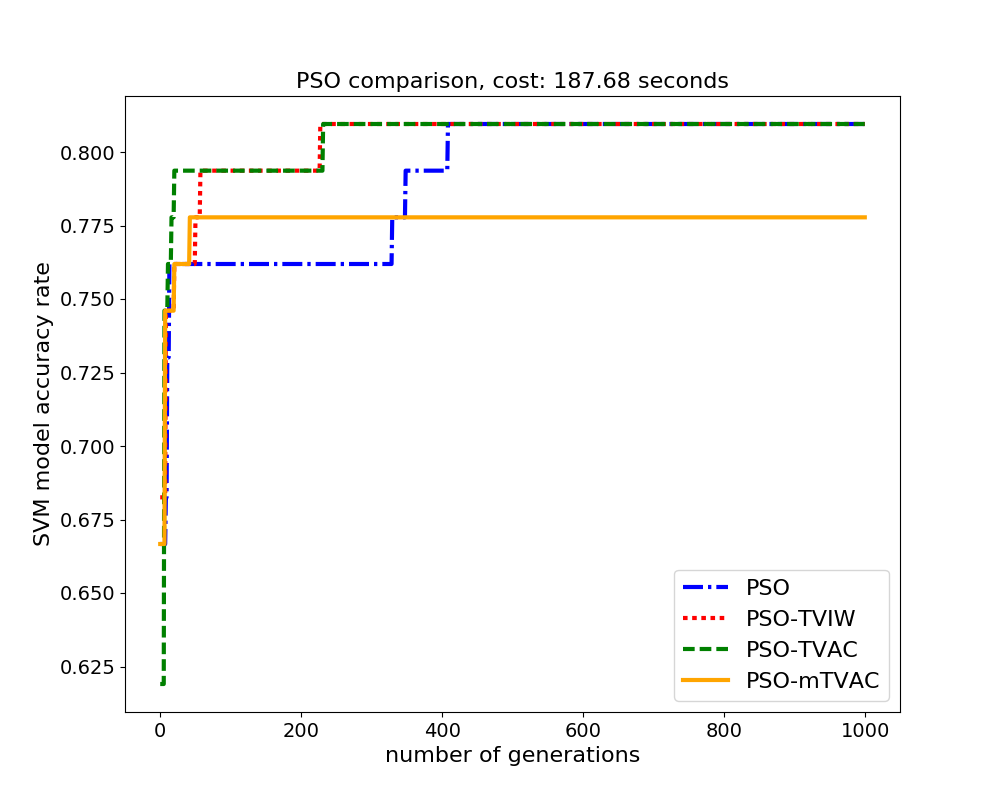 PSO comparison, cost: 187.68 seconds
SVM model accuracy rate
0.800
0.775
0.750
0.725
0.700
0.675
0.650
0.625
PSO
PSO-TVIW
PSO-TVAC
PSO-mTVAC
0 200 400 600 800 1000
number of generations